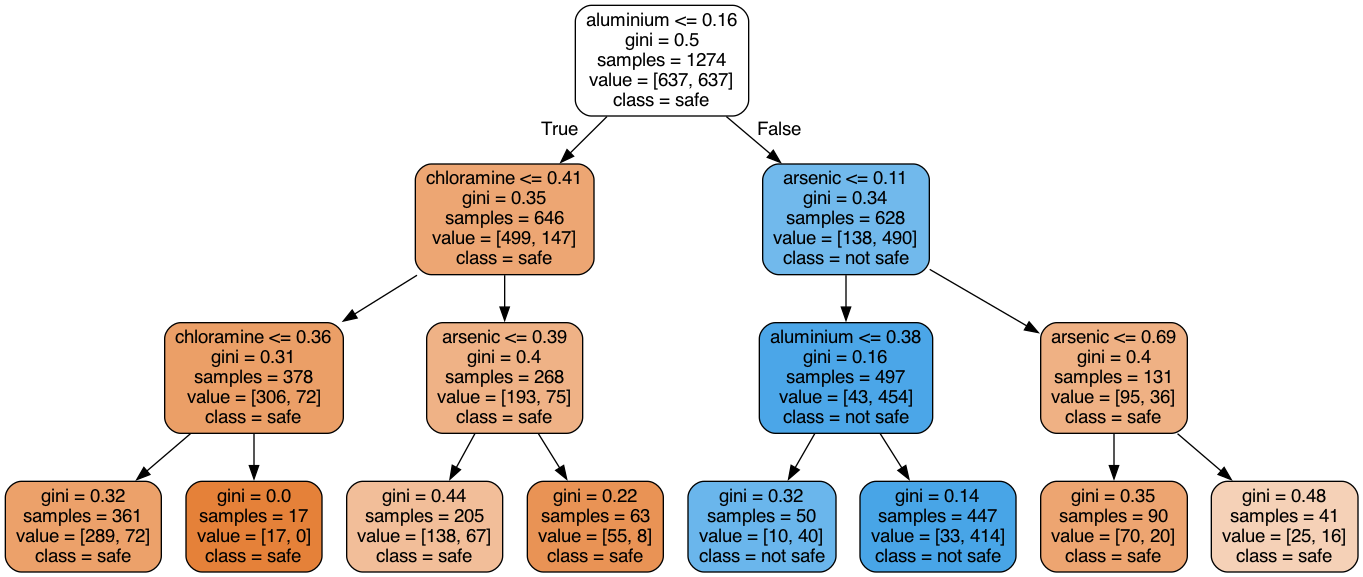 aluminium <= 0.16
gini = 0.5
samples = 1274
value = [637, 637]
class = safe
True
False
chloramine <= 0.41
gini = 0.35
samples = 646
value = [499, 147]
class = safe
arsenic <= 0.11
gini = 0.34
samples = 628
value = [138, 490]
class = not safe
chloramine <= 0.36
gini = 0.31
samples = 378
value = [306, 72]
class = safe
arsenic <= 0.39
gini = 0.4
samples = 268
value = [193, 75]
class = safe
aluminium <= 0.38
gini = 0.16
samples = 497
value = [43, 454]
class = not safe
arsenic <= 0.69
gini = 0.4
samples = 131
value = [95, 36]
class = safe
gini = 0.32
samples = 361
value = [289, 72]
class = safe
gini = 0.0
samples = 17
value = [17, 0]
class = safe
gini = 0.44
samples = 205
value = [138, 67]
class = safe
gini = 0.22
samples = 63
value = [55, 8]
class = safe
gini = 0.32
samples = 50
value = [10, 40]
class = not safe
gini = 0.14
samples = 447
value = [33, 414]
class = not safe
gini = 0.35
samples = 90
value = [70, 20]
class = safe
gini = 0.48
samples = 41
value = [25, 16]
class = safe